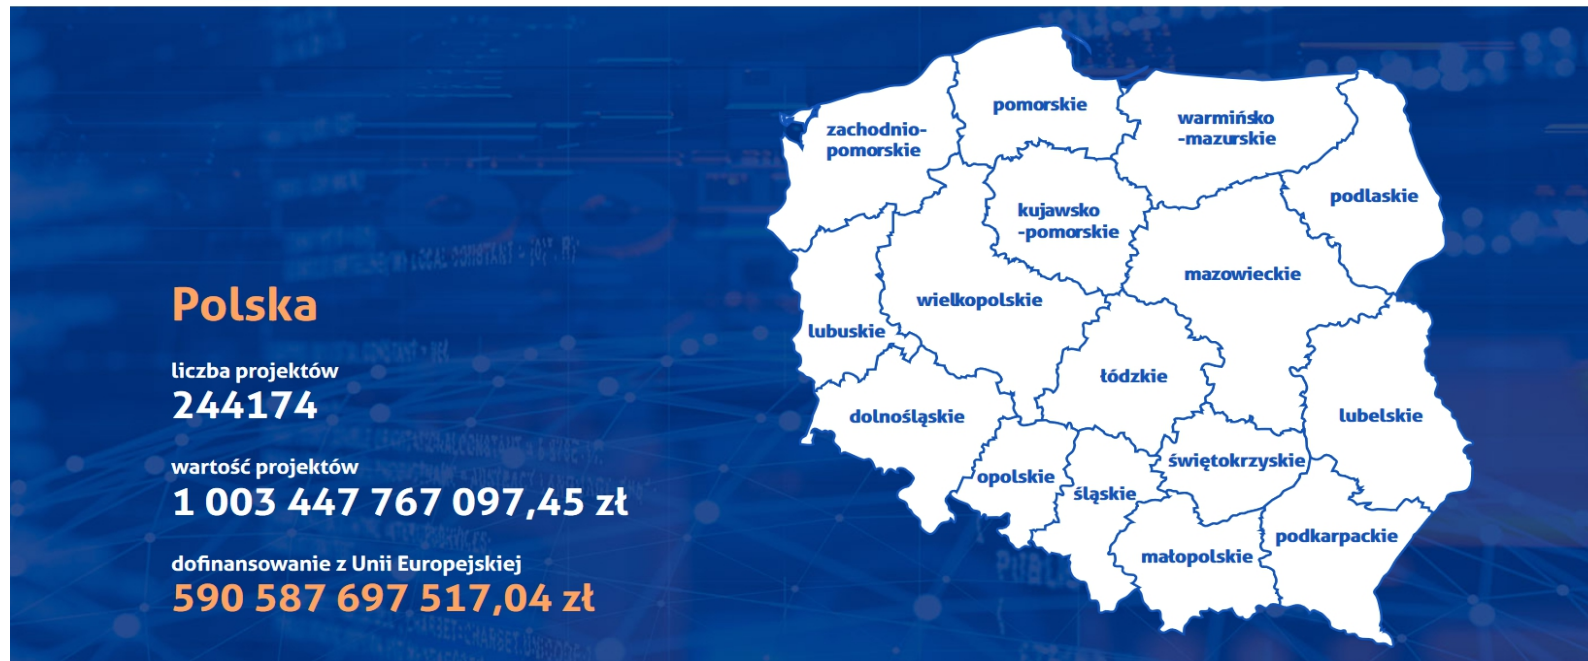 Polska
liczba projektów
244174
wartość projektów
1 003 447 767 097,45 zł
dofinansowanie z Unii Europejskiej
590 587 697 517,04 zł
zachodnio-
pomorskie
pomorskie
warmińsko
-mazurskie
podlaskie
kujawsko
-pomorskie
mazowieckie
wielkopolskie
lubuskie
łódzkie
lubelskie
dolnośląskie
opolskie
śląskie
świętokrzyskie
małopolskie
podkarpackie